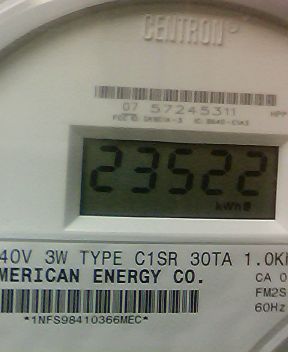 CENTRON
07 57245311
HPP
23522
kWh
40V 3W TYPE C1SR 30TA 1.0K
MERICAN ENERGY CO.
CA 0
FM2S
60Hz
*1NFS98410366MEC*